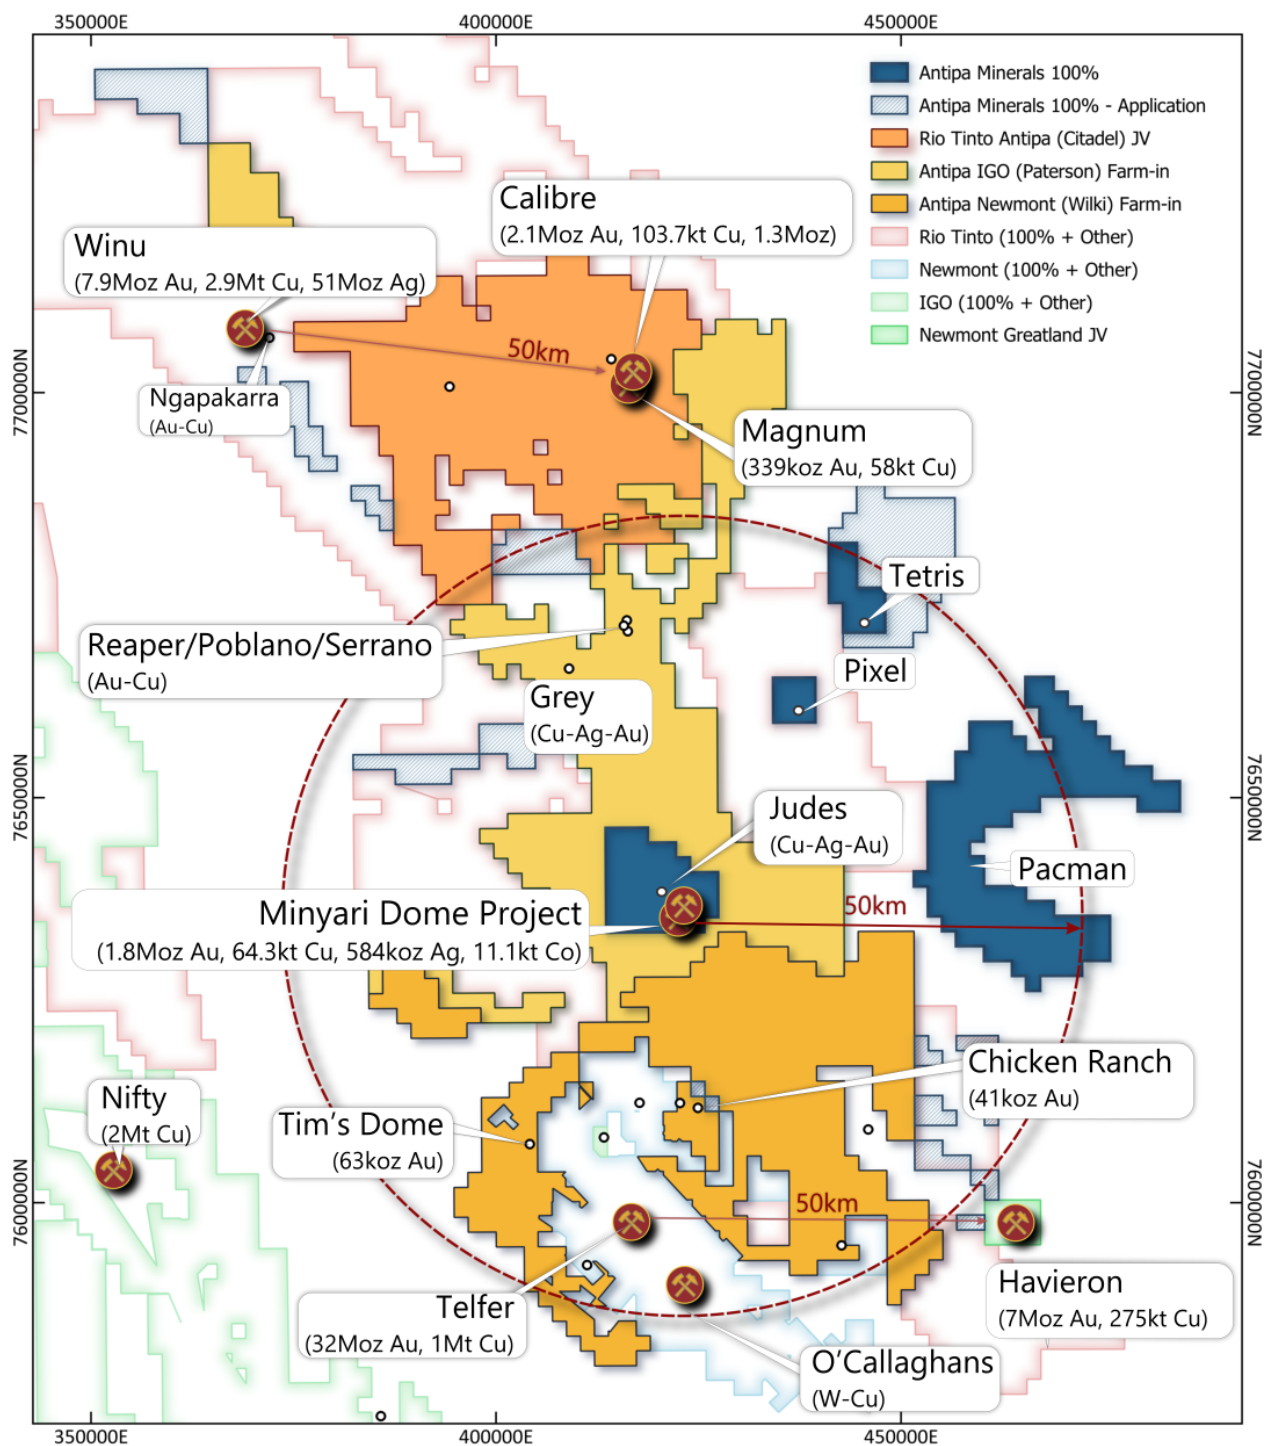 350000E
400000E
450000E
Antipa Minerals 100%
Antipa Minerals 100% - Application
Rio Tinto Antipa (Citadel) JV
Antipa IGO (Paterson) Farm-in
Antipa Newmont (Wilki) Farm-in
Rio Tinto (100% + Other)
Newmont (100% + Other)
IGO (100% + Other)
Newmont Greatland JV
Calibre
(2.1Moz Au, 103.7kt Cu, 1.3Moz)
Winu
(7.9Moz Au, 2.9Mt Cu, 51Moz Ag)
50km
7700000N
7700000N
Ngapakarra
(Au-Cu)
Magnum
(339koz Au, 58kt Cu)
Tetris
Reaper/Poblano/Serrano
(Au-Cu)
Pixel
Grey
(Cu-Ag-Au)
7650000N
7650000N
Judes
(Cu-Ag-Au)
Pacman
Minyari Dome Project
(1.8Moz Au, 64.3kt Cu, 584koz Ag, 11.1kt Co)
50km
Chicken Ranch
(41koz Au)
Nifty
(2Mt Cu)
Tim's Dome
(63koz Au)
7600000N
7600000N
50km
Havieron
(7Moz Au, 275kt Cu)
Telfer
(32Moz Au, 1Mt Cu)
O'Callaghans
(W-Cu)
350000E
400000E
450000E